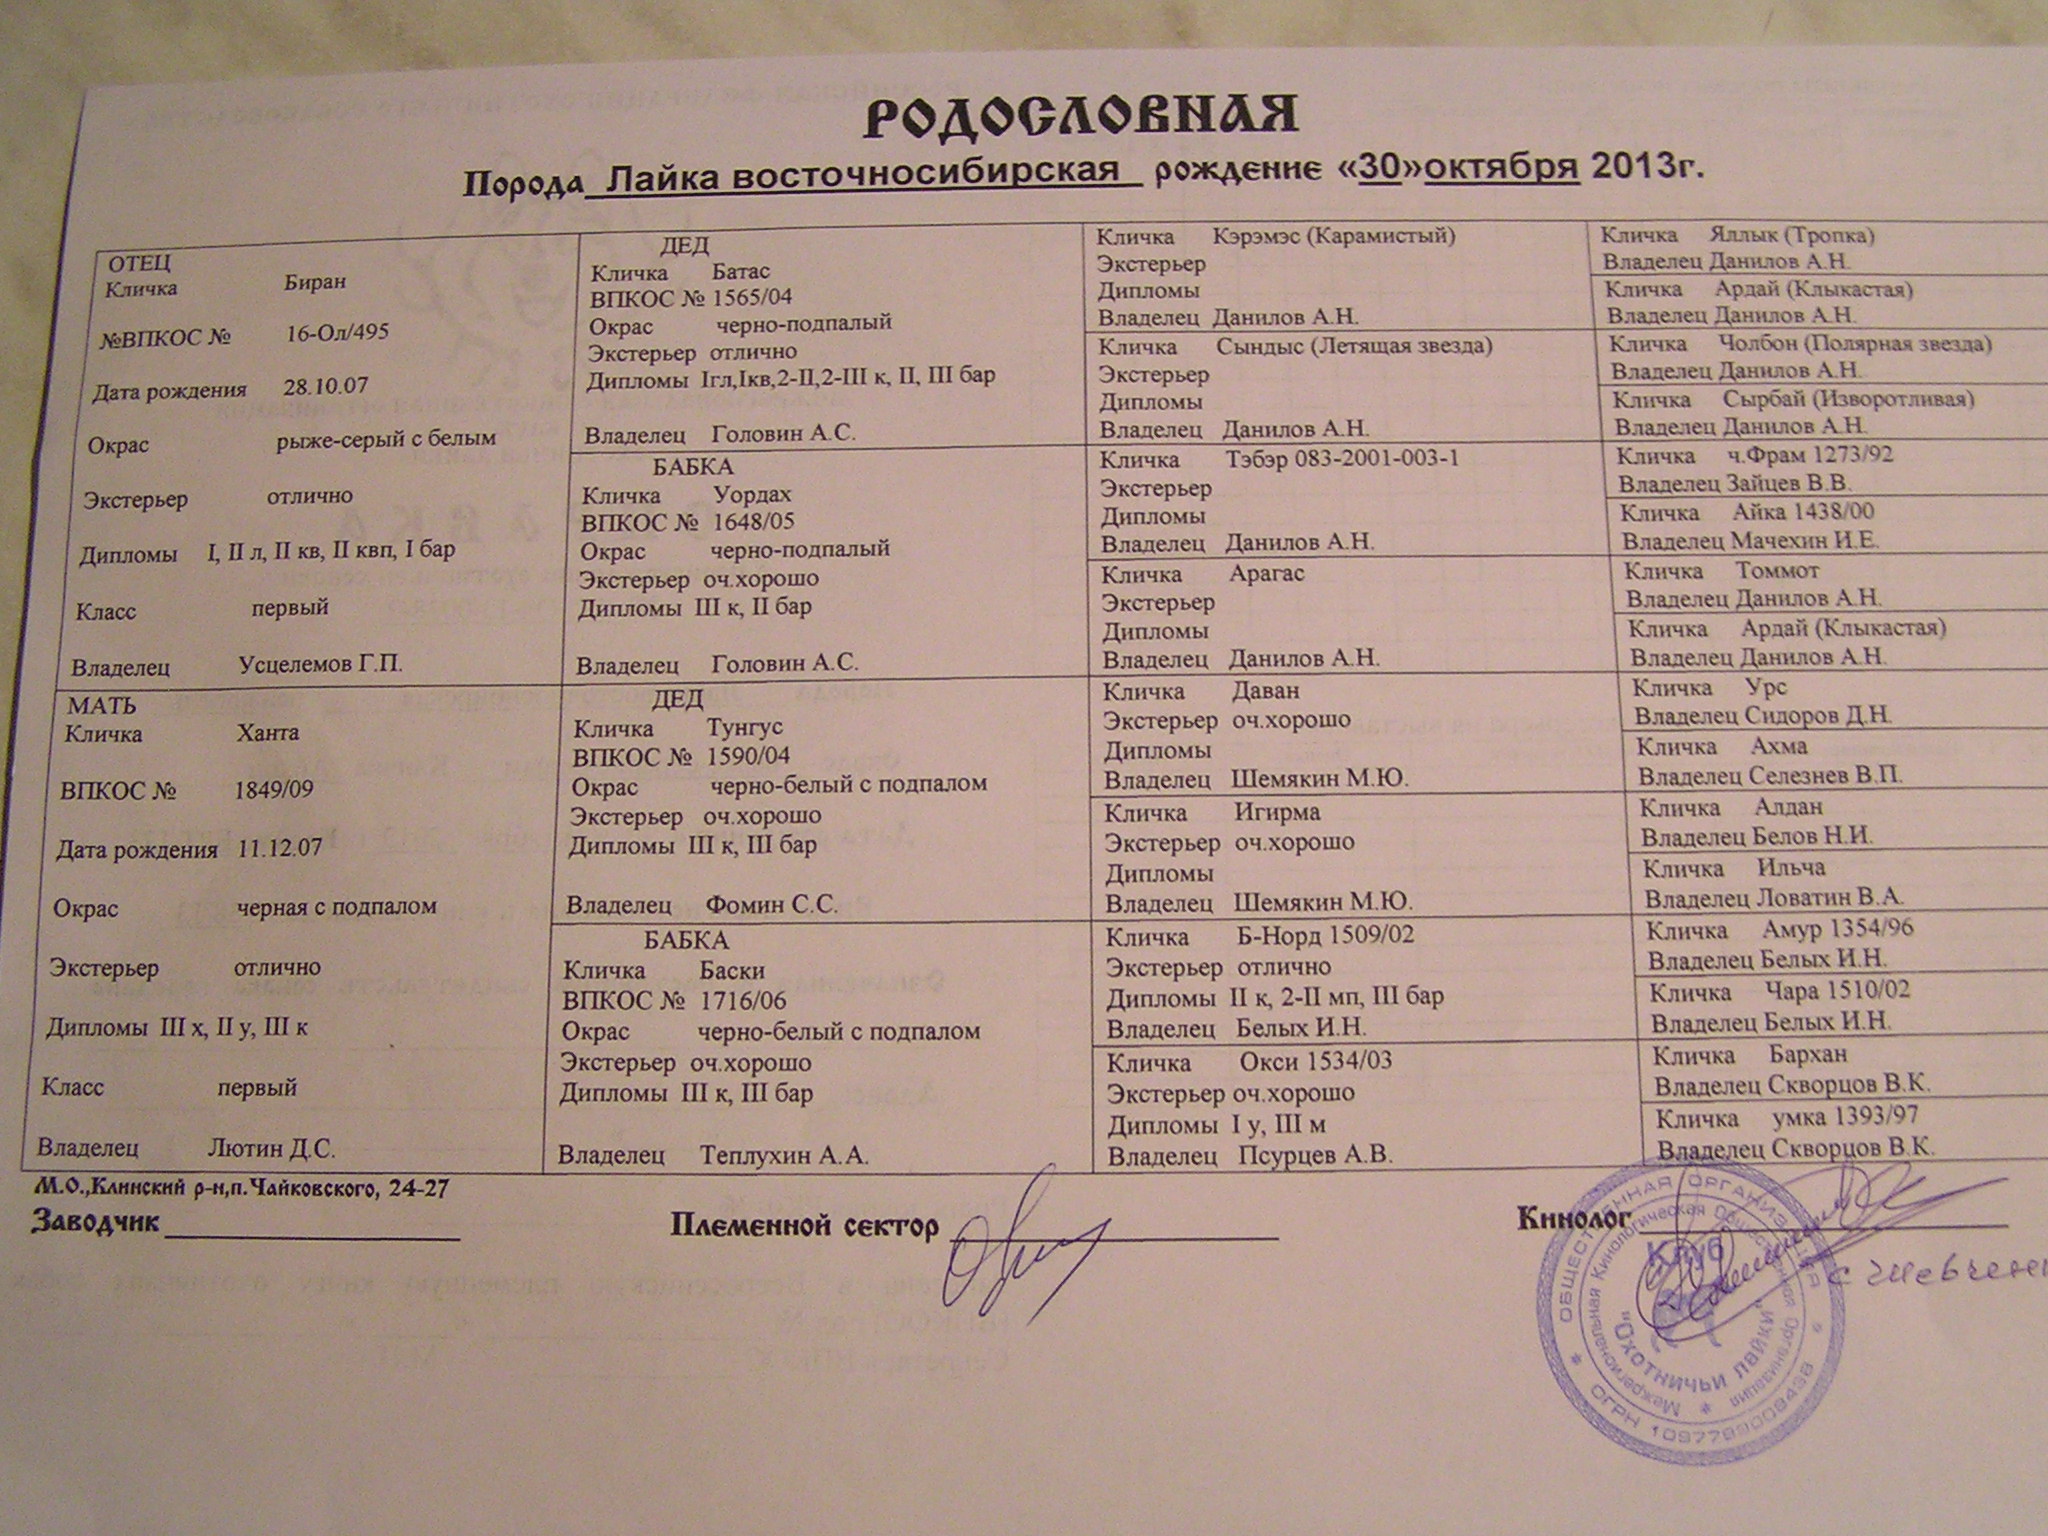 РОДОСЛОВНАЯ
Порода Лайка восточносибирская рождение «30»октября 2013г.
ОТЕЦ
Кличка Биран
№ВПКОС № 16-Ол/495
Дата рождения 28.10.07
Окрас рыже-серый с белым
Экстерьер отлично
Дипломы I, II л, II кв, II квп, I бар
Класс первый
Владелец Усцелемов Г.П.
МАТЬ
Кличка Ханта
ВПКОС № 1849/09
Дата рождения 11.12.07
Окрас черная с подпалом
Экстерьер отлично
Дипломы III х, II у, III к
Класс первый
Владелец Лютин Д.С.
ДЕД
Кличка Батас
ВПКОС № 1565/04
Окрас черно-подпалый
Экстерьер отлично
Дипломы Iгл,Iкв,2-II,2-III к, II, III бар
Владелец Головин А.С.
БАБКА
Кличка Уордах
ВПКОС № 1648/05
Окрас черно-подпалый
Экстерьер оч.хорошо
Дипломы III к, II бар
Владелец Головин А.С.
ДЕД
Кличка Тунгус
ВПКОС № 1590/04
Окрас черно-белый с подпалом
Экстерьер оч.хорошо
Дипломы III к, III бар
Владелец Фомин С.С.
БАБКА
Кличка Баски
ВПКОС № 1716/06
Окрас черно-белый с подпалом
Экстерьер оч.хорошо
Дипломы III к, III бар
Владелец Теплухин А.А.
Кличка Кэрэмэс (Карамистый)
Экстерьер
Дипломы
Владелец Данилов А.Н.
Кличка Сындыс (Летящая звезда)
Экстерьер
Дипломы
Владелец Данилов А.Н.
Кличка Тэбэр 083-2001-003-1
Экстерьер
Дипломы
Владелец Данилов А.Н.
Кличка Арагас
Экстерьер
Дипломы
Владелец Данилов А.Н.
Кличка Даван
Экстерьер оч.хорошо
Дипломы
Владелец Шемякин М.Ю.
Кличка Игирма
Экстерьер оч.хорошо
Дипломы
Владелец Шемякин М.Ю.
Кличка Б-Норд 1509/02
Экстерьер отлично
Дипломы II к, 2-II мп, III бар
Владелец Белых И.Н.
Кличка Окси 1534/03
Экстерьер оч.хорошо
Дипломы I у, III м
Владелец Псурцев А.В.
Кличка Яллык (Тропка)
Владелец Данилов А.Н.
Кличка Ардай (Клыкастая)
Владелец Данилов А.Н.
Кличка Чолбон (Полярная звезда)
Владелец Данилов А.Н.
Кличка Сырбай (Изворотливая)
Владелец Данилов А.Н.
Кличка ч.Фрам 1273/92
Владелец Зайцев В.В.
Кличка Айка 1438/00
Владелец Мачехин И.Е.
Кличка Томмот
Владелец Данилов А.Н.
Кличка Ардай (Клыкастая)
Владелец Данилов А.Н.
Кличка Урс
Владелец Сидоров Д.Н.
Кличка Ахма
Владелец Селезнев В.П.
Кличка Алдан
Владелец Белов Н.И.
Кличка Ильча
Владелец Ловатин В.А.
Кличка Амур 1354/96
Владелец Белых И.Н.
Кличка Чара 1510/02
Владелец Белых И.Н.
Кличка Бархан
Владелец Скворцов В.К.
Кличка умка 1393/97
Владелец Скворцов В.К.
М.О.,Клинский р-н,п.Чайковского, 24-27
Заводчик
Племенной сектор
Кинолог
ОБЩЕСТВЕННАЯ ОРГАНИЗАЦИЯ
Межрегиональная Кинологическая Общественная Организация
Клуб
"Охотничьи лайки"
ОГРН